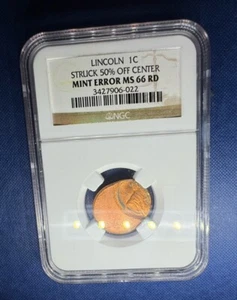 LINCOLN 1C
STRUCK 50% OFF CENTER
MINT ERROR MS 66 RD
3427906-022
NGC